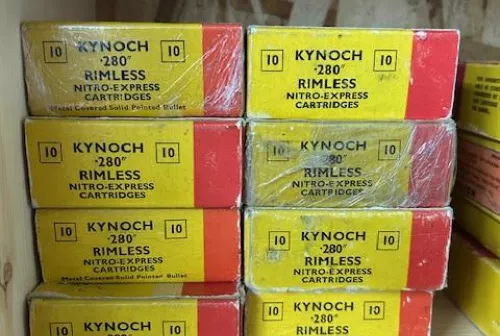 10 KYNOCH 10
·280"
RIMLESS
NITRO-EXPRESS
CARTRIDGES
Metal Covered Solid Pointed Bullet
10 KYNOCH 10
·280"
RIMLESS
NITRO-EXPRESS
CARTRIDGES
10 KYNOCH 10
·280"
RIMLESS
NITRO-EXPRESS
CARTRIDGES
10 KYNOCH 10
·280"
RIMLESS
NITRO-EXPRESS
CARTRIDGES
10 KYNOCH 10
·280"
RIMLESS
NITRO-EXPRESS
CARTRIDGES
Metal Covered Solid Pointed Bullet
10 KYNOCH 10
·280"
RIMLESS
NITRO-EXPRESS
CARTRIDGES
10 KYNOCH 10
·280"
10 KYNOCH 10
·280"
RIMLESS